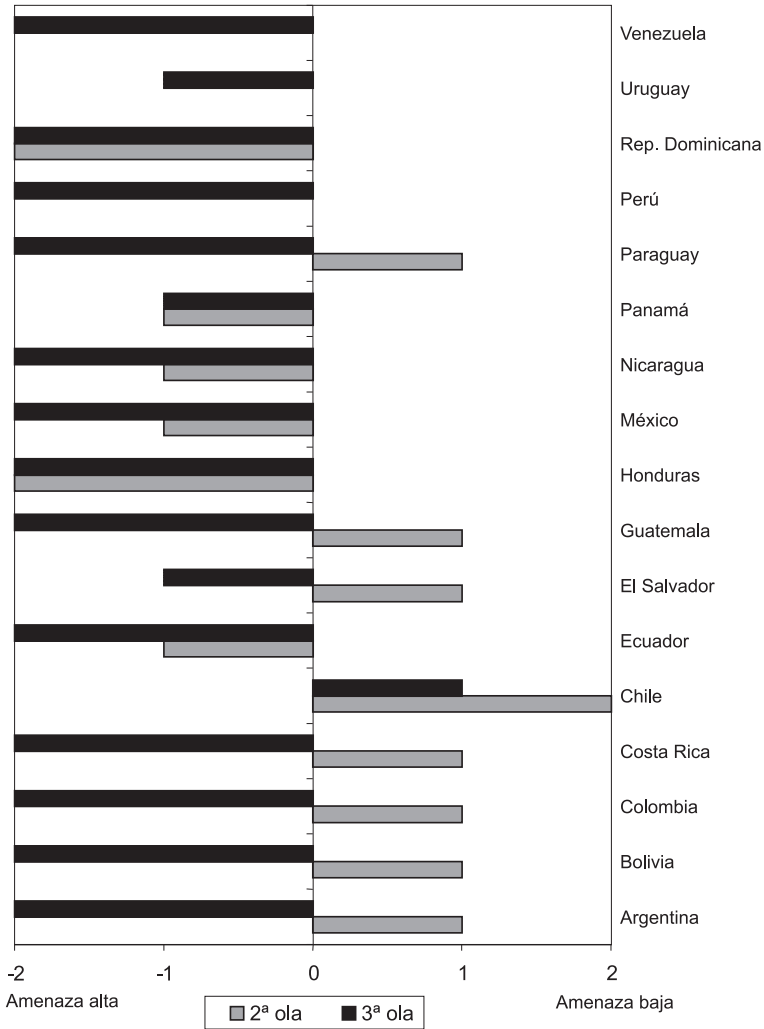 Venezuela
Uruguay
Rep. Dominicana
Perú
Paraguay
Panamá
Nicaragua
México
Honduras
Guatemala
El Salvador
Ecuador
Chile
Costa Rica
Colombia
Bolivia
Argentina
-2 -1 0 1 2
Amenaza alta Amenaza baja
2ª ola 3ª ola